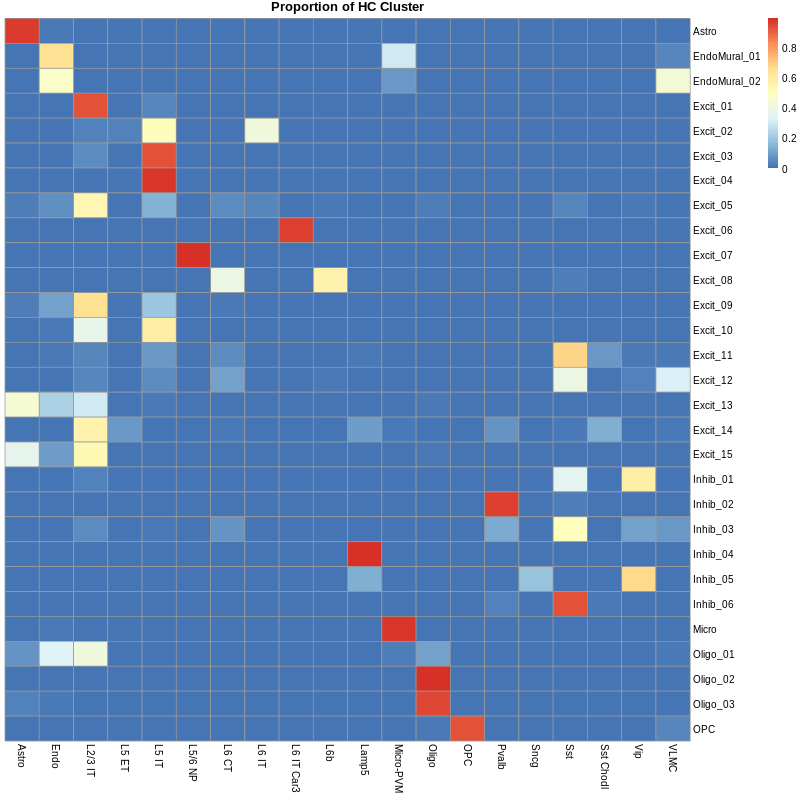 Proportion of HC Cluster
Astro
EndoMural_01
EndoMural_02
Excit_01
Excit_02
Excit_03
Excit_04
Excit_05
Excit_06
Excit_07
Excit_08
Excit_09
Excit_10
Excit_11
Excit_12
Excit_13
Excit_14
Excit_15
Inhib_01
Inhib_02
Inhib_03
Inhib_04
Inhib_05
Inhib_06
Micro
Oligo_01
Oligo_02
Oligo_03
OPC
0.8
0.6
0.4
0.2
0
Astro
Endo
L2/3 IT
L5 ET
L5 IT
L5/6 NP
L6 CT
L6 IT
L6 IT Car3
L6b
Lamp5
Micro-PVM
Oligo
OPC
Pvalb
Sncg
Sst
Sst Chodl
Vip
VLMC